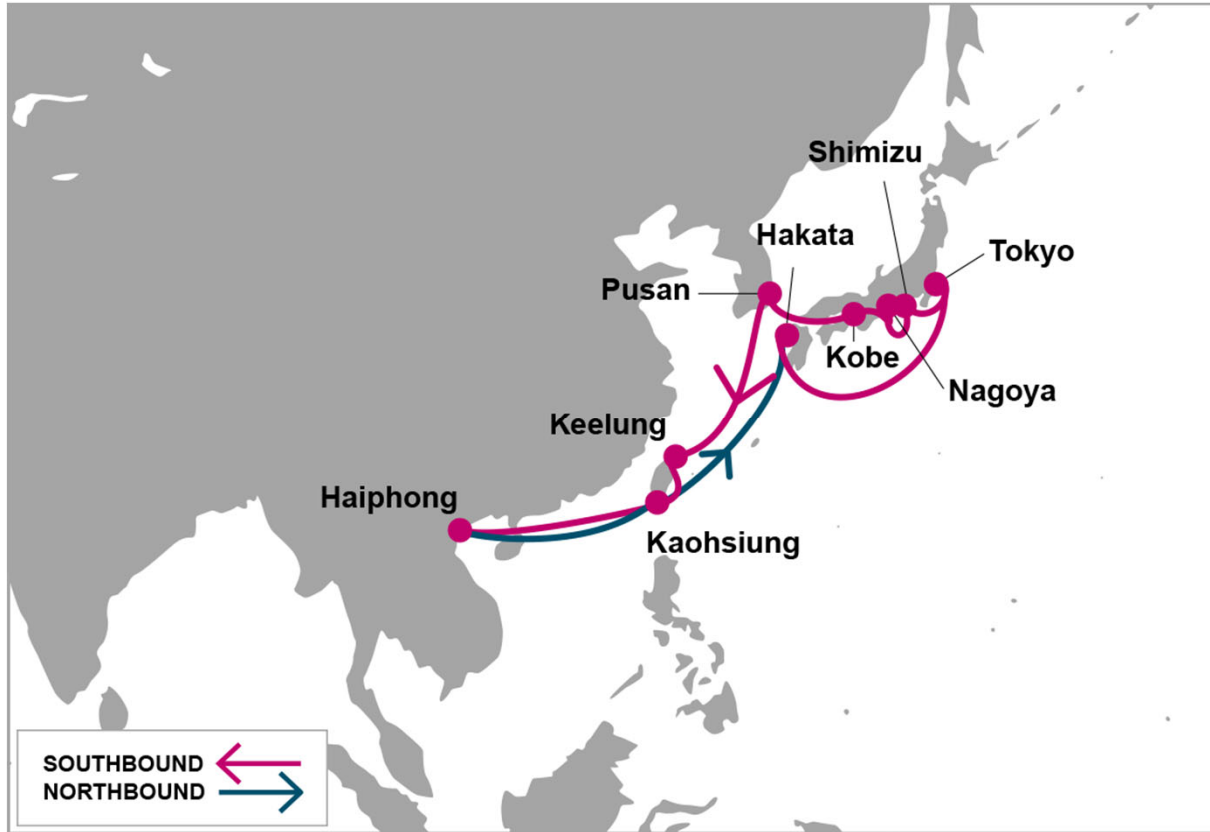 Shimizu
Hakata
Tokyo
Pusan
Kobe
Nagoya
Keelung
Haiphong
Kaohsiung
SOUTHBOUND
NORTHBOUND